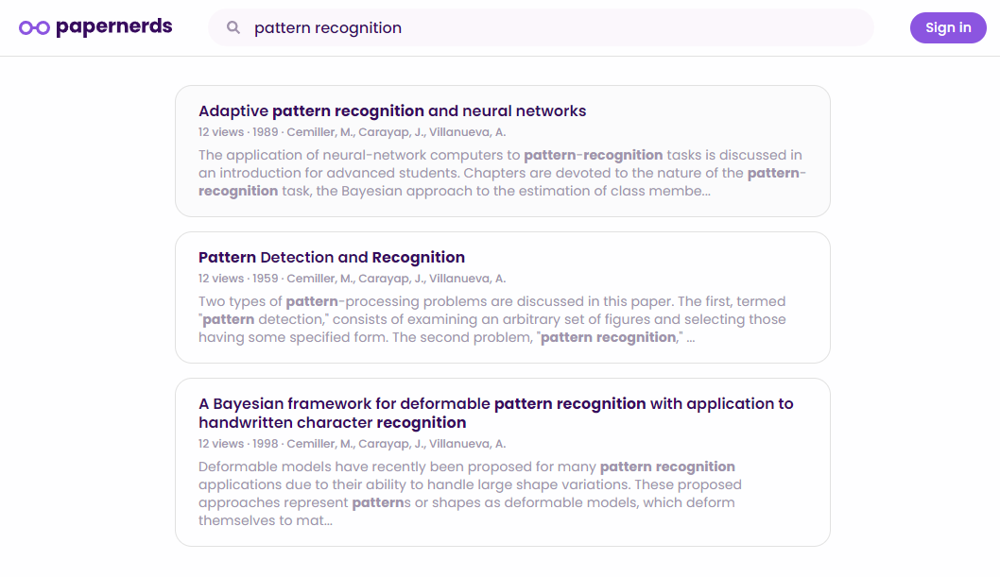 papernerds
pattern recognition
Sign in
Adaptive pattern recognition and neural networks
12 views · 1989 · Cemiller, M., Carayap, J., Villanueva, A.
The application of neural-network computers to pattern-recognition tasks is discussed in
an introduction for advanced students. Chapters are devoted to the nature of the pattern-
recognition task, the Bayesian approach to the estimation of class membe...
Pattern Detection and Recognition
12 views · 1959 · Cemiller, M., Carayap, J., Villanueva, A.
Two types of pattern-processing problems are discussed in this paper. The first, termed
"pattern detection," consists of examining an arbitrary set of figures and selecting those
having some specified form. The second problem, "pattern recognition," ...
A Bayesian framework for deformable pattern recognition with application to
handwritten character recognition
12 views · 1998 · Cemiller, M., Carayap, J., Villanueva, A.
Deformable models have recently been proposed for many pattern recognition
applications due to their ability to handle large shape variations. These proposed
approaches represent patterns or shapes as deformable models, which deform
themselves to mat...